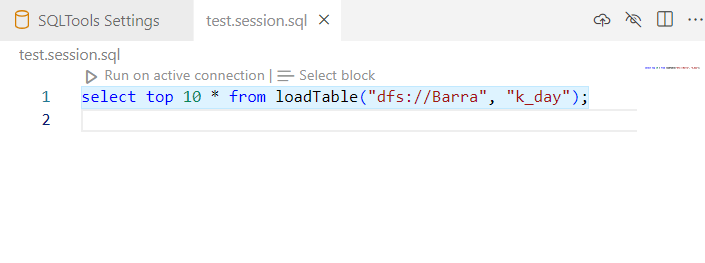 SQLTools Settings test.session.sql
test.session.sql
Run on active connection | Select block
1 select top 10 * from loadTable("dfs://Barra", "k_day");
2